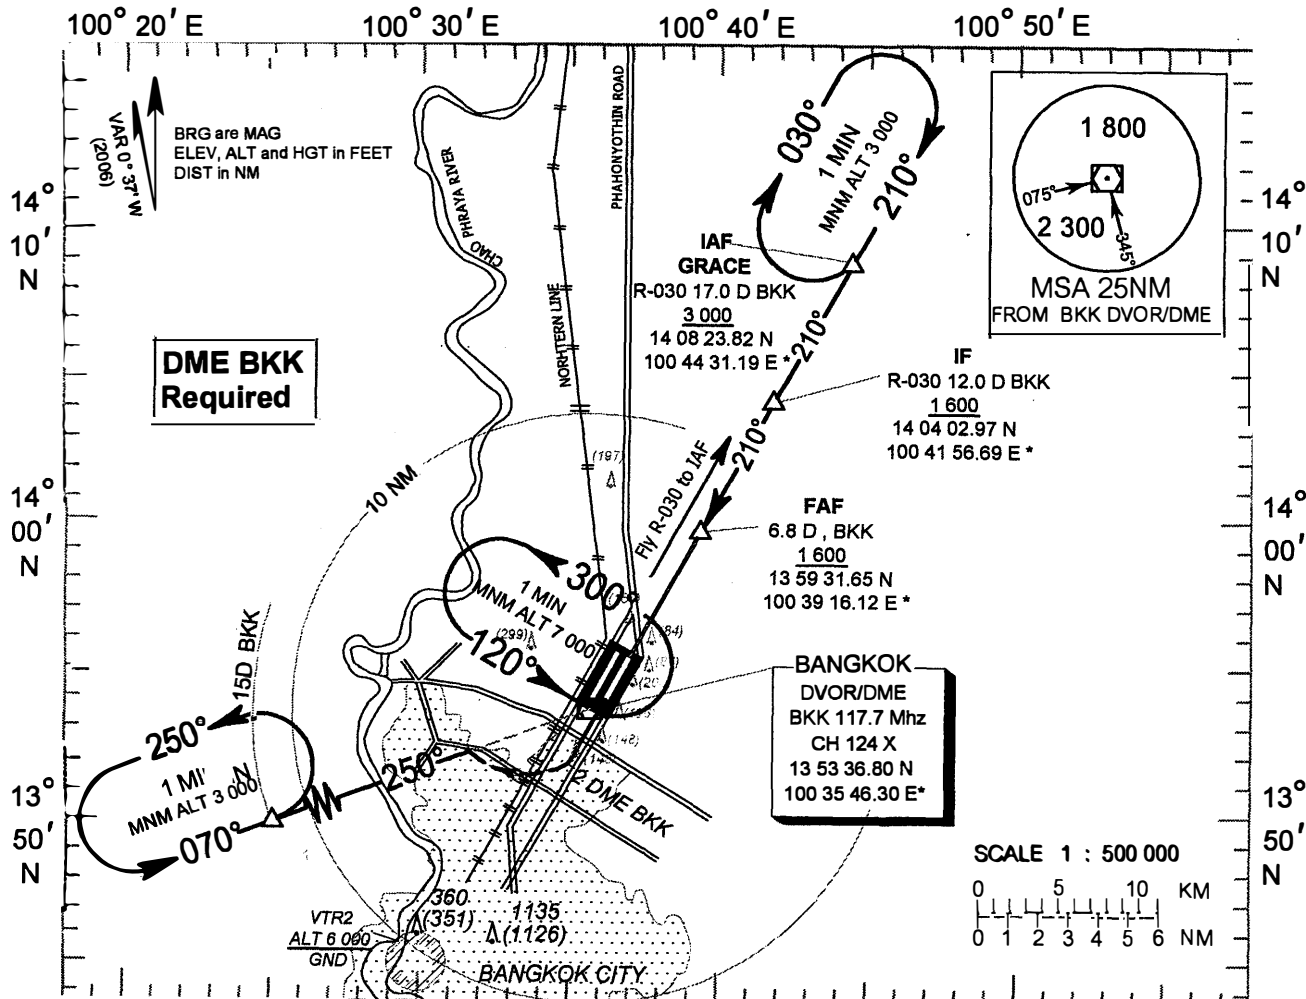 100° 20′ E
100° 30′ E
100° 40′ E
100° 50′ E
VAR 0° 37' W
(2006)
BRG are MAG
ELEV, ALT and HGT in FEET
DIST in NM
14°
10′
N
14°
00′
N
13°
50′
N
CHAO PHRAYA RIVER
NORHTERN LINE
PHAHONYOTHIN ROAD
030°
1 MIN
MNM ALT 3 000
210°
1 800
075°
2 300
345°
MSA 25NM
FROM BKK DVOR/DME
14°
10′
N
14°
00′
N
13°
50′
N
IAF
GRACE
R-030 17.0 D BKK
3 000
14 08 23.82 N
100 44 31.19 E *
210°
IF
R-030 12.0 D BKK
1 600
14 04 02.97 N
100 41 56.69 E *
210°
DME BKK
Required
10 NM
(197)
Fly R-030 to IAF
FAF
6.8 D , BKK
1 600
13 59 31.65 N
100 39 16.12 E *
300°
1 MIN
MNM ALT 7 000
120°
(299)
(84)
BANGKOK
DVOR/DME
BKK 117.7 Mhz
CH 124 X
13 53 36.80 N
100 35 46.30 E*
15D BKK
250°
1 MI N
MNM ALT 3 000
070°
250°
(148)
2 DME BKK
360
(351)
1135
(1126)
VTR2
ALT 6 000
GND
BANGKOK CITY
SCALE 1 : 500 000
0 5 10 KM
0 1 2 3 4 5 6 NM